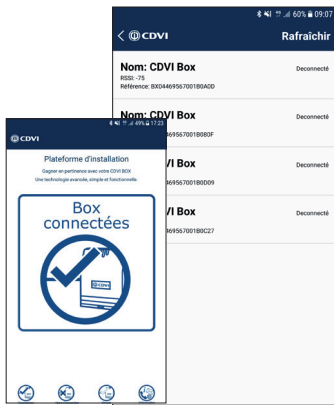 60% 09:07
CDVI
Rafraîchir
Nom: CDVI Box
Deconnecté
RSSI: -75
Référence: BX04469567001B0A0D
Nom: CDVI Box
Deconnecté
469567001B080F
VI Box
Deconnecté
469567001B0D09
VI Box
Deconnecté
469567001B0C27
49% 17:23
CDVI
Plateforme d'installation
Gagner en pertinence avec votre CDVI BOX
Une technologie avancée, simple et fonctionnelle.
Box
connectées
CDVI